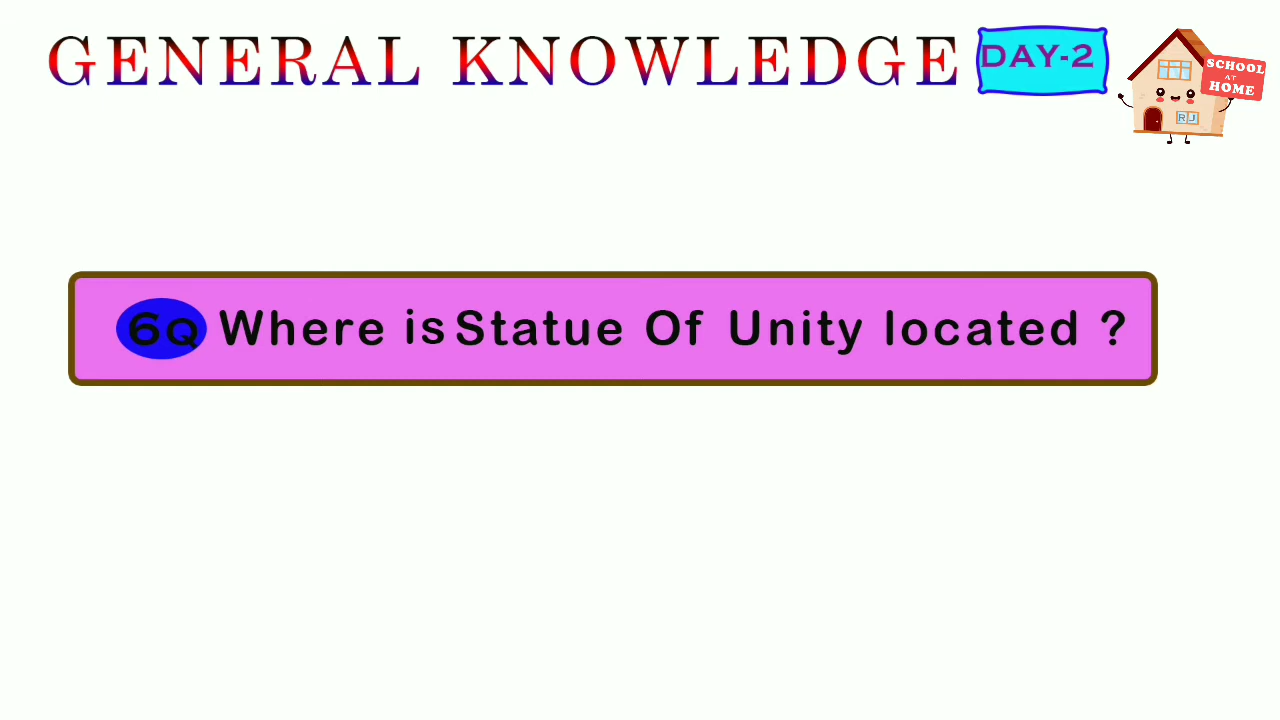 GENERAL KNOWLEDGE DAY-2
SCHOOL
AT
HOME
RJ
6Q Where is Statue Of Unity located ?